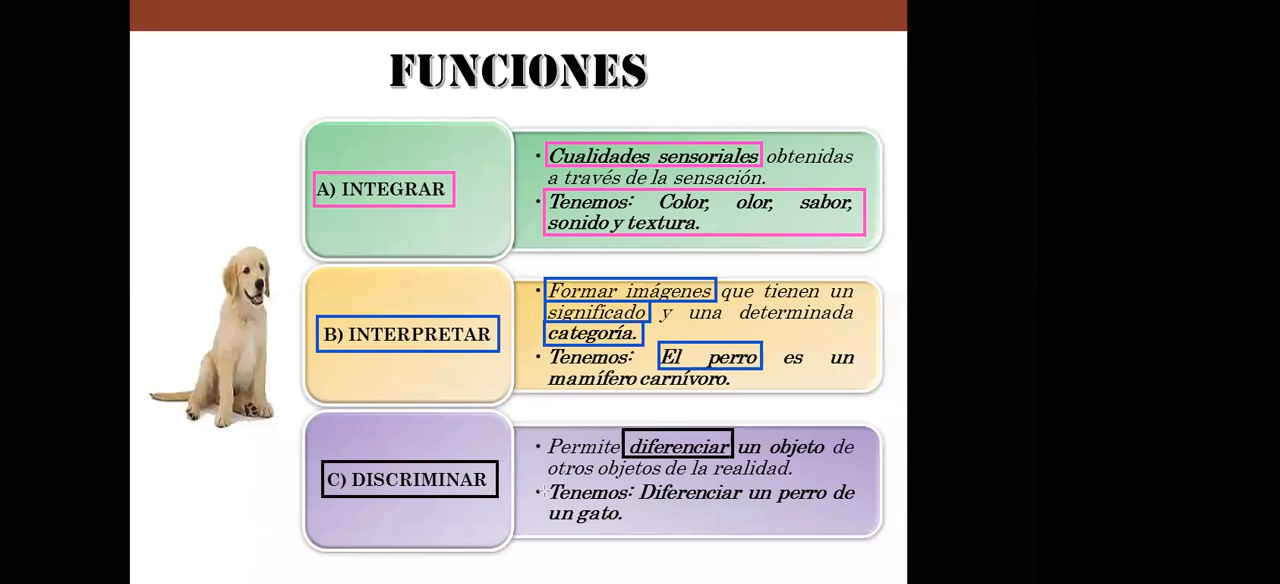 FUNCIONES
A) INTEGRAR
• Cualidades sensoriales obtenidas
a través de la sensación.
• Tenemos: Color, olor, sabor,
sonido y textura.
B) INTERPRETAR
• Formar imágenes que tienen un
significado y una determinada
categoría.
• Tenemos: El perro es un
mamífero carnívoro.
C) DISCRIMINAR
• Permite diferenciar un objeto de
otros objetos de la realidad.
• Tenemos: Diferenciar un perro de
un gato.